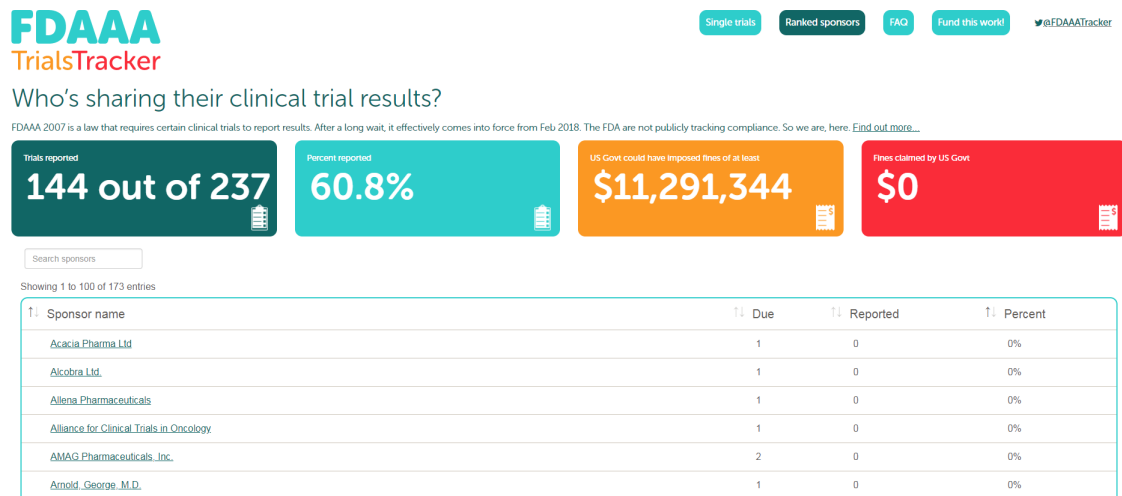 FDAAA
TrialsTracker
Single trials
Ranked sponsors
FAQ
Fund this work!
@FDAAATracker
Who's sharing their clinical trial results?
FDAAA 2007 is a law that requires certain clinical trials to report results. After a long wait, it effectively comes into force from Feb 2018. The FDA are not publicly tracking compliance. So we are, here. Find out more...
Trials reported
144 out of 237
Percent reported
60.8%
US Govt could have imposed fines of at least
$11,291,344
Fines claimed by US Govt
$0
Search sponsors
Showing 1 to 100 of 173 entries
Sponsor name Due Reported Percent
Acacia Pharma Ltd 1 0 0%
Alcobra Ltd. 1 0 0%
Allena Pharmaceuticals 1 0 0%
Alliance for Clinical Trials in Oncology 1 0 0%
AMAG Pharmaceuticals, Inc. 2 0 0%
Arnold, George, M.D. 1 0 0%